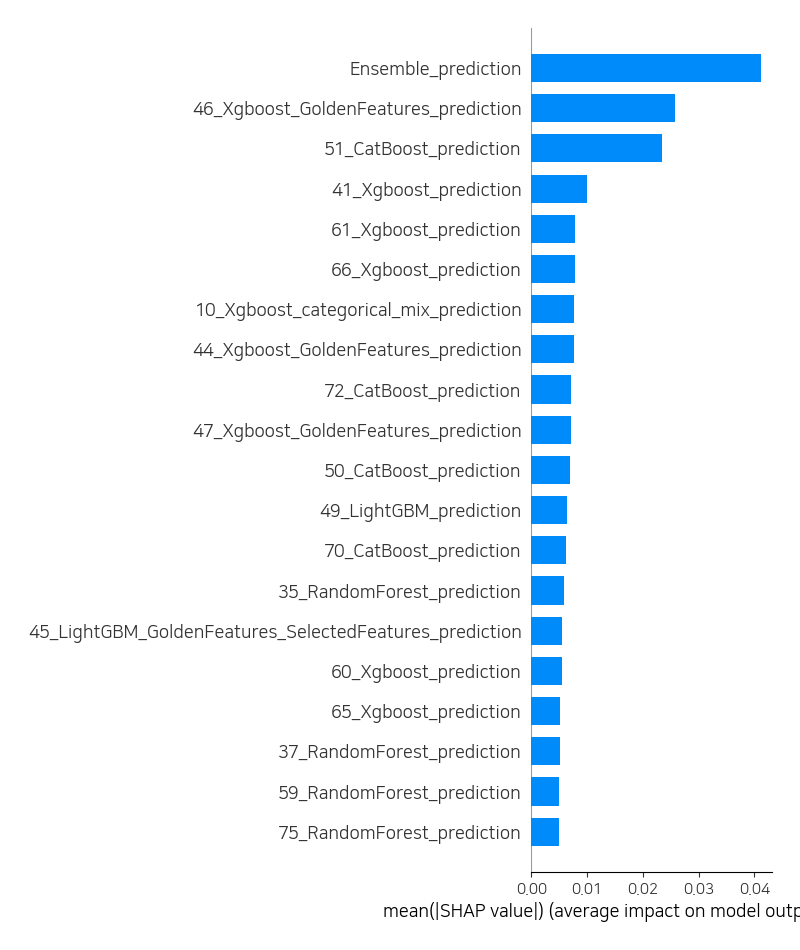 Ensemble_prediction
46_Xgboost_GoldenFeatures_prediction
51_CatBoost_prediction
41_Xgboost_prediction
61_Xgboost_prediction
66_Xgboost_prediction
10_Xgboost_categorical_mix_prediction
44_Xgboost_GoldenFeatures_prediction
72_CatBoost_prediction
47_Xgboost_GoldenFeatures_prediction
50_CatBoost_prediction
49_LightGBM_prediction
70_CatBoost_prediction
35_RandomForest_prediction
45_LightGBM_GoldenFeatures_SelectedFeatures_prediction
60_Xgboost_prediction
65_Xgboost_prediction
37_RandomForest_prediction
59_RandomForest_prediction
75_RandomForest_prediction
0.00 0.01 0.02 0.03 0.04
mean(|SHAP value|) (average impact on model outp